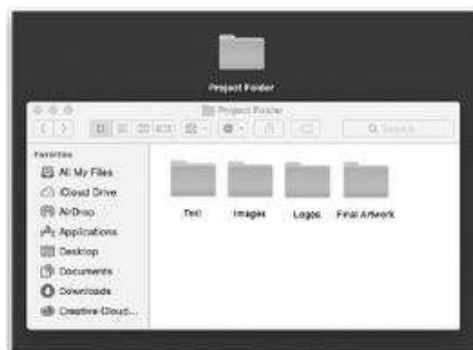 Project Folder
Project Folder
Search
Favorites
All My Files
iCloud Drive
AirDrop
Applications
Desktop
Documents
Downloads
Creative Cloud...
Text Images Logos Final Artwork